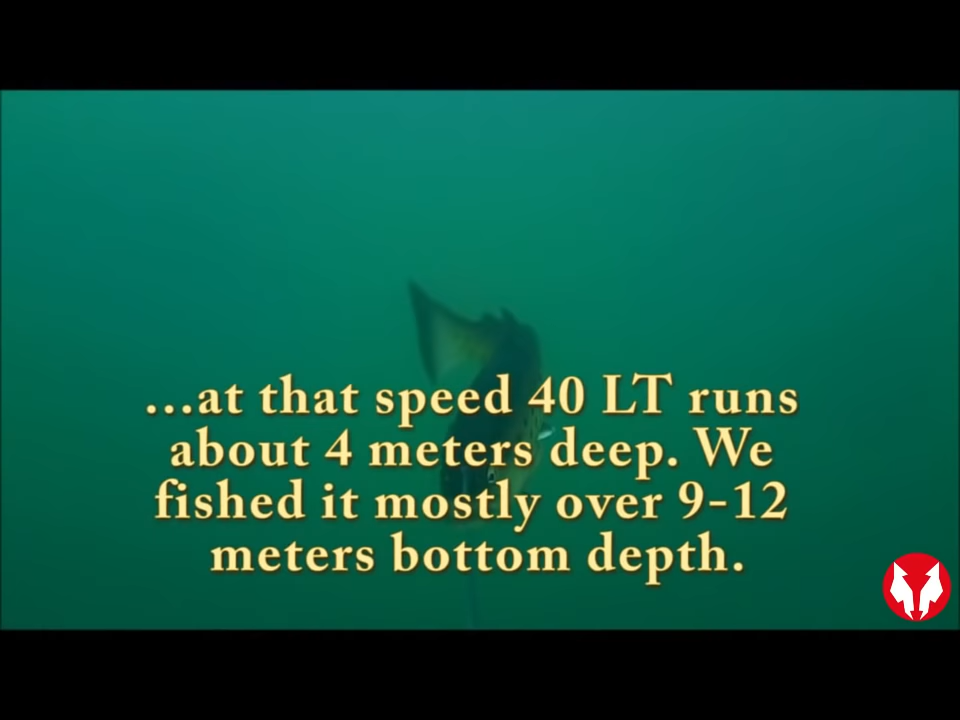 ...at that speed 40 LT runs
about 4 meters deep. We
fished it mostly over 9-12
meters bottom depth.